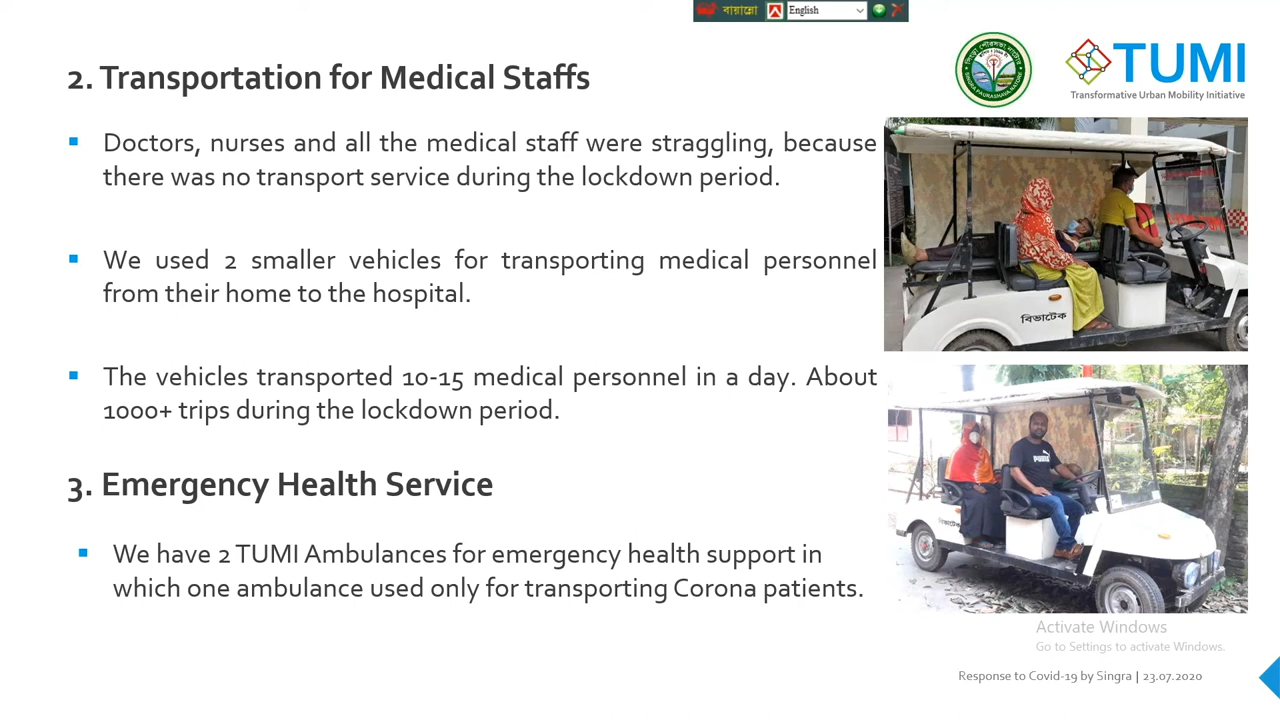 বায়ান্নো English
2. Transportation for Medical Staffs
TUMI
Transformative Urban Mobility Initiative
Doctors, nurses and all the medical staff were straggling, because
there was no transport service during the lockdown period.
We used 2 smaller vehicles for transporting medical personnel
from their home to the hospital.
বিভাটেক
The vehicles transported 10-15 medical personnel in a day. About
1000+ trips during the lockdown period.
PUMA
বিভাটেক
3. Emergency Health Service
We have 2 TUMI Ambulances for emergency health support in
which one ambulance used only for transporting Corona patients.
Activate Windows
Go to Settings to activate Windows.
Response to Covid-19 by Singra | 23.07.2020